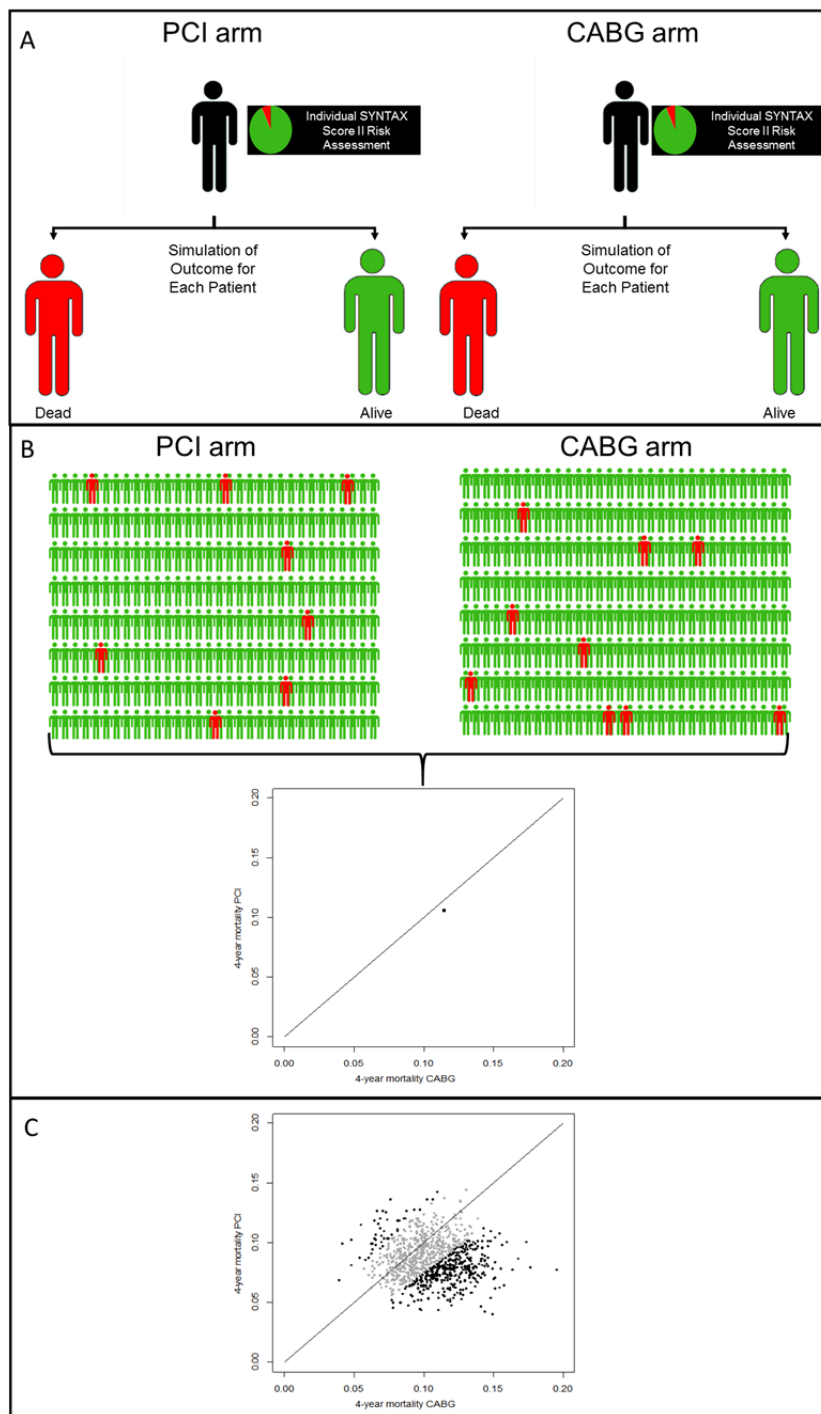 A
PCI arm
CABG arm
Individual SYNTAX
Score II Risk
Assessment
Individual SYNTAX
Score II Risk
Assessment
Simulation of
Outcome for
Each Patient
Simulation of
Outcome for
Each Patient
Dead
Alive
Dead
Alive
B
PCI arm
CABG arm
0.20
0.15
0.10
0.05
0.00
4-year mortality PCI
0.00 0.05 0.10 0.15 0.20
4-year mortality CABG
C
0.20
0.15
0.10
0.05
0.00
4-year mortality PCI
0.00 0.05 0.10 0.15 0.20
4-year mortality CABG